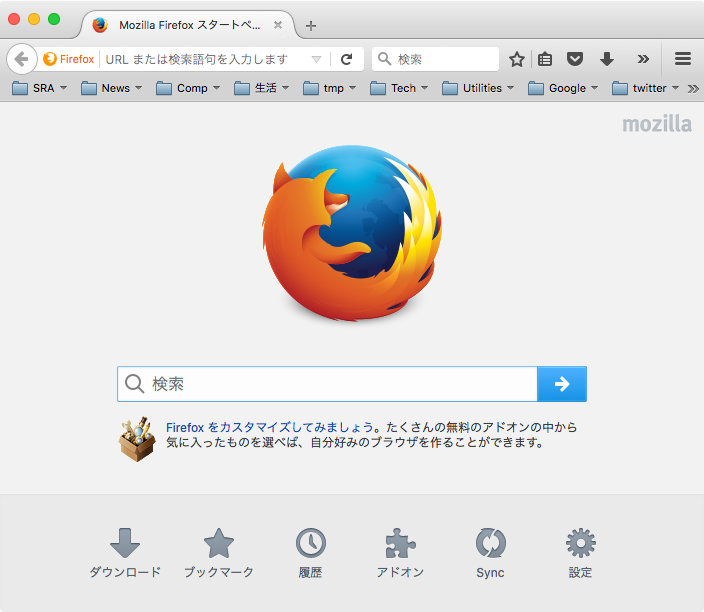 Mozilla Firefox スタートペ...
Firefox URL または検索語句を入力します 検索
SRA News Comp 生活 tmp Tech Utilities Google twitter
mozilla
検索
Firefox をカスタマイズしてみましょう。たくさんの無料のアドオンの中から
気に入ったものを選べば、自分好みのブラウザを作ることができます。
ダウンロード ブックマーク 履歴 アドオン Sync 設定